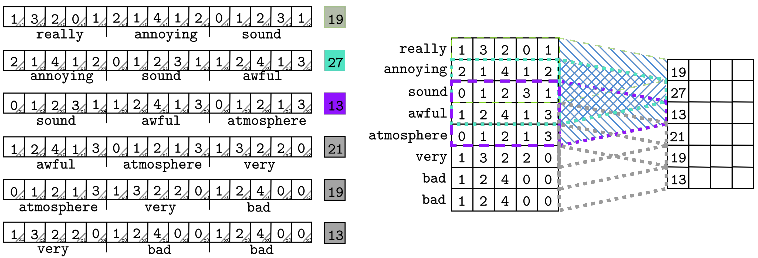 1 3 2 0 1 2 1 4 1 2 0 1 2 3 1 19
really annoying sound
2 1 4 1 2 0 1 2 3 1 1 2 4 1 3 27
annoying sound awful
0 1 2 3 1 1 2 4 1 3 0 1 2 1 3 13
sound awful atmosphere
1 2 4 1 3 0 1 2 1 3 1 3 2 2 0 21
awful atmosphere very
0 1 2 1 3 1 3 2 2 0 1 2 4 0 0 19
atmosphere very bad
1 3 2 2 0 1 2 4 0 0 1 2 4 0 0 13
very bad bad
really 1 3 2 0 1
annoying 2 1 4 1 2
sound 0 1 2 3 1
awful 1 2 4 1 3
atmosphere 0 1 2 1 3
very 1 3 2 2 0
bad 1 2 4 0 0
bad 1 2 4 0 0
19
27
13
21
19
13